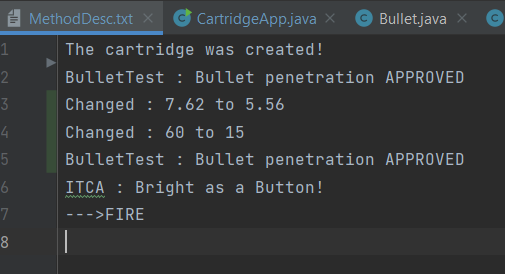 MethodDesc.txt CartridgeApp.java Bullet.java
1 The cartridge was created!
2 BulletTest : Bullet penetration APPROVED
3 Changed : 7.62 to 5.56
4 Changed : 60 to 15
5 BulletTest : Bullet penetration APPROVED
6 ITCA : Bright as a Button!
7 --->FIRE
8